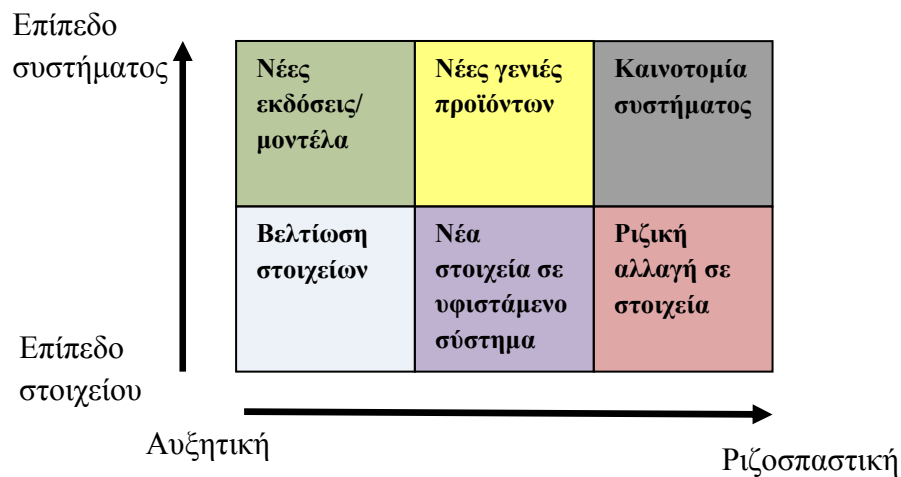 Επίπεδο
συστήματος
Νέες
εκδόσεις/
μοντέλα
Νέες γενιές
προϊόντων
Καινοτομία
συστήματος
Βελτίωση
στοιχείων
Νέα
στοιχεία σε
υφιστάμενο
σύστημα
Ριζική
αλλαγή σε
στοιχεία
Επίπεδο
στοιχείου
Αυξητική
Ριζοσπαστική